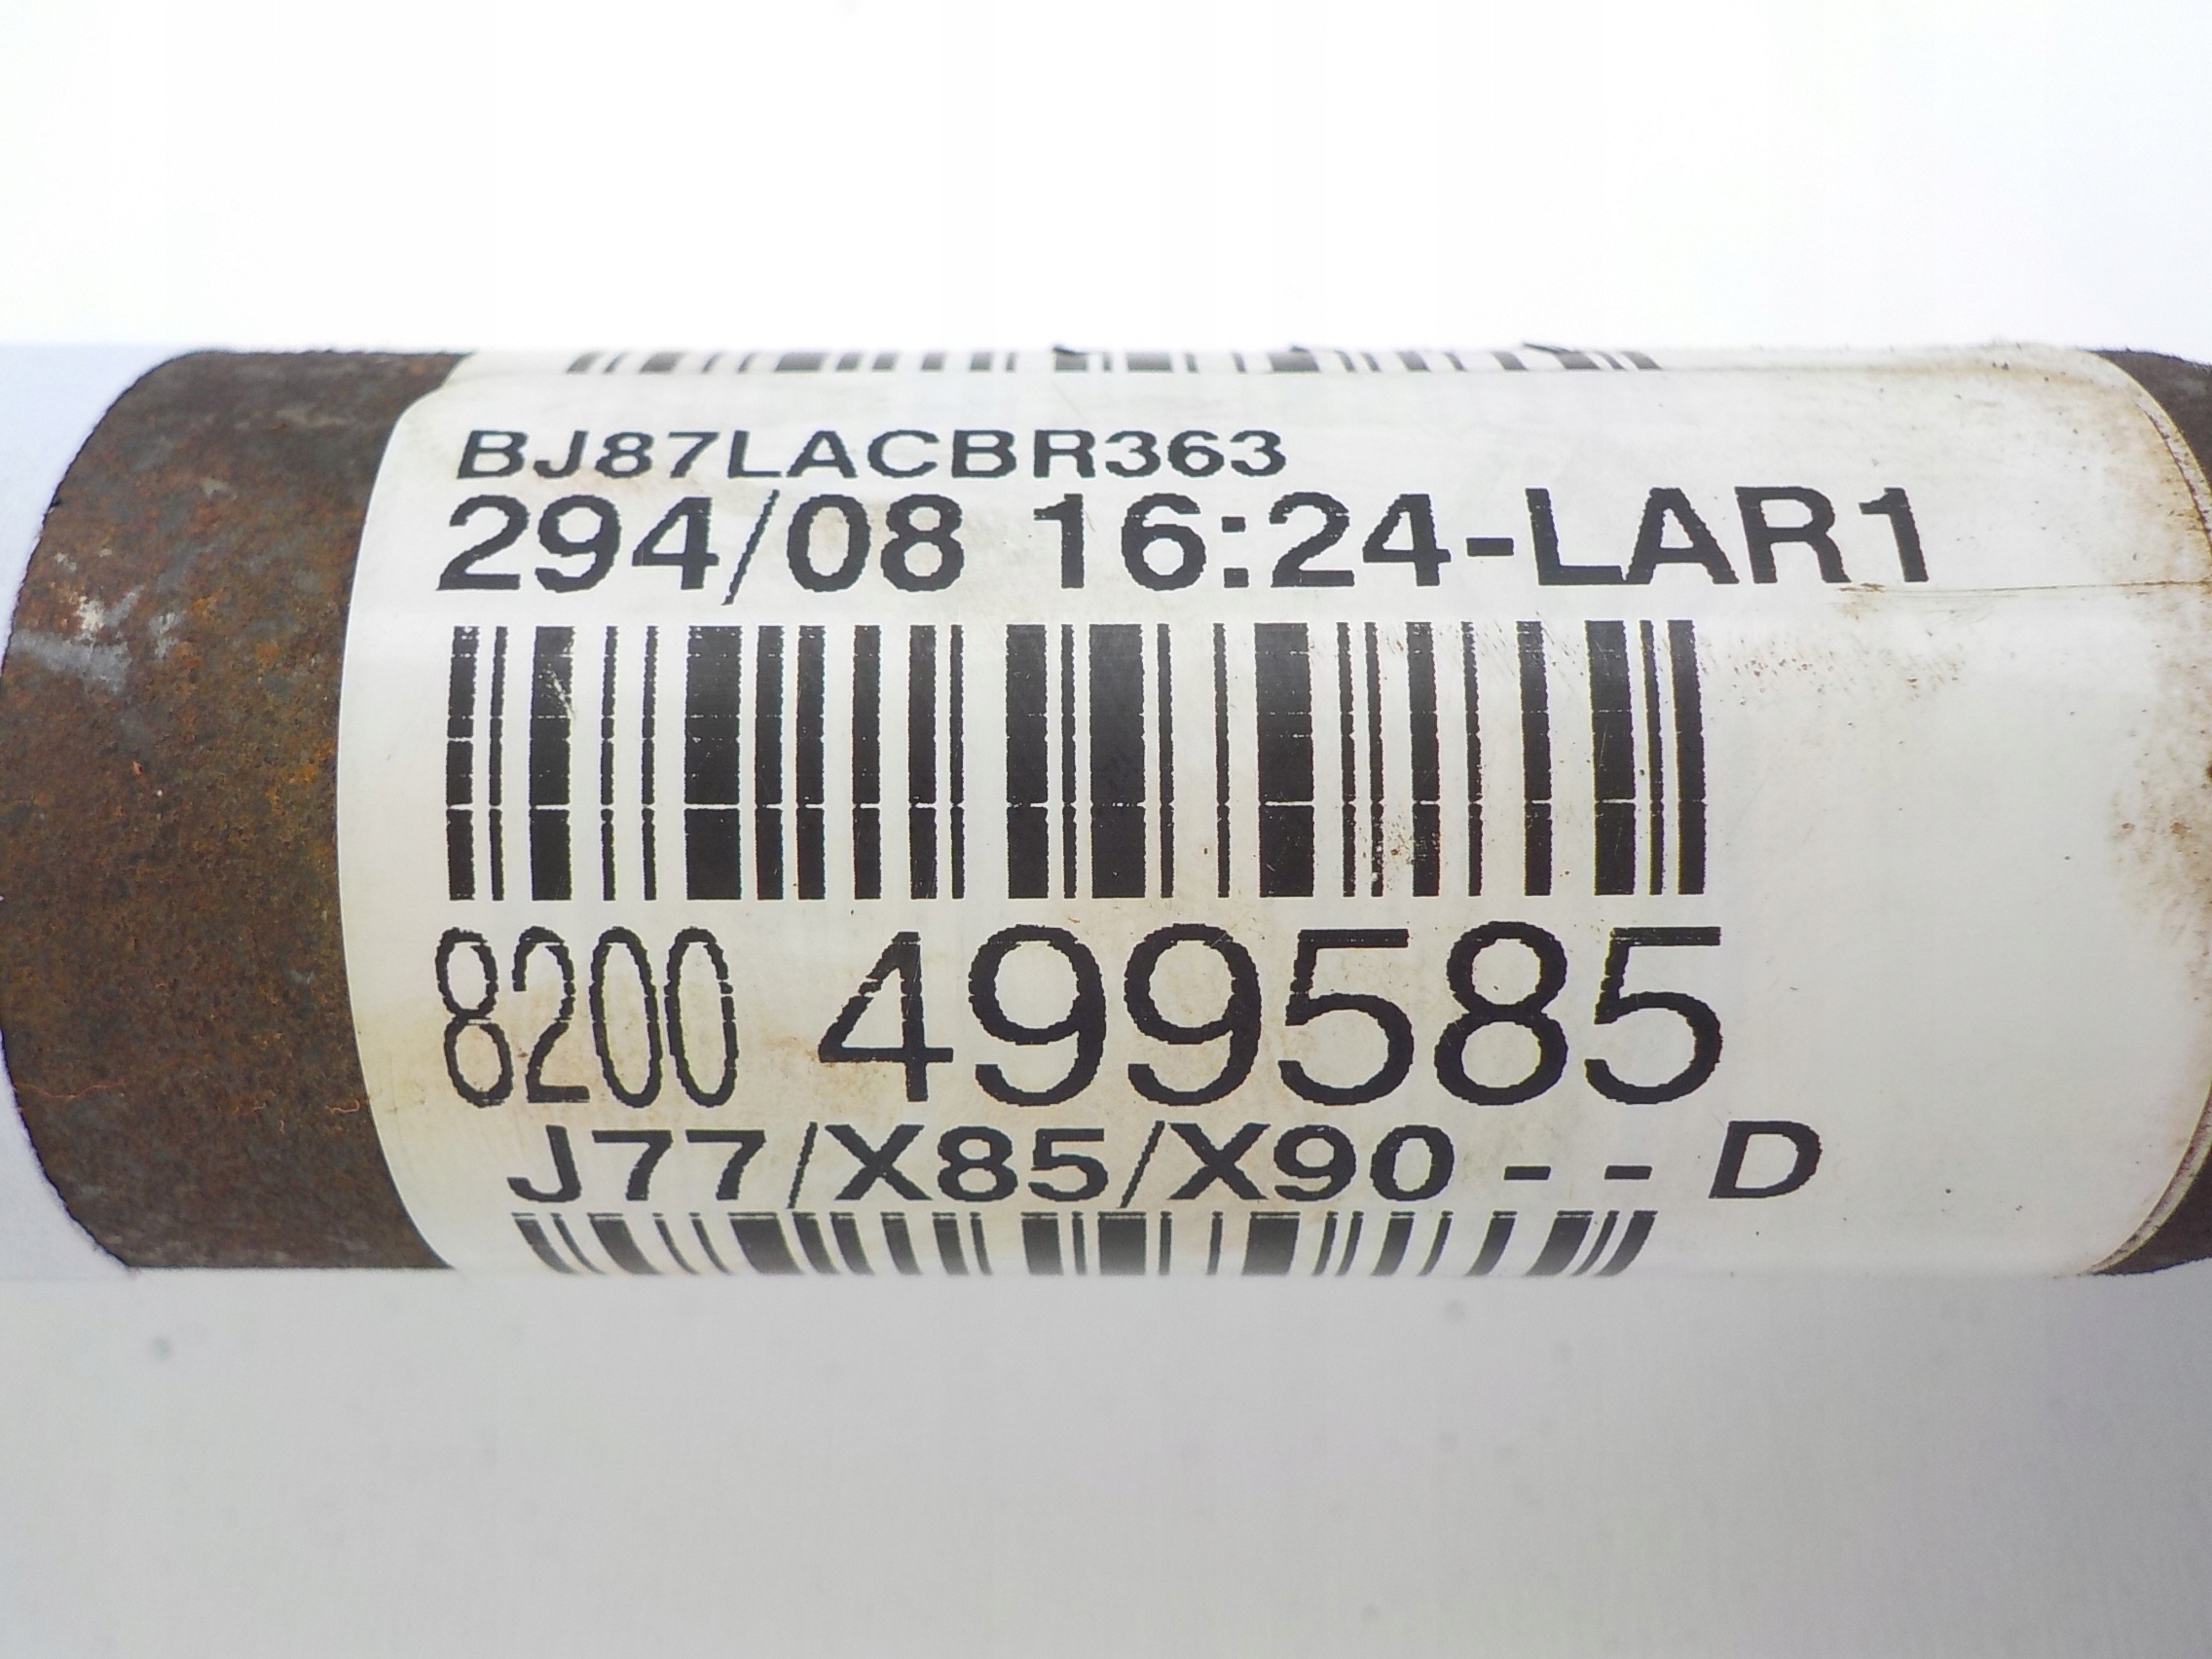 BJ87LACBR363
294/08 16:24-LAR1
8200 499585
J77/X85/X90 - - D